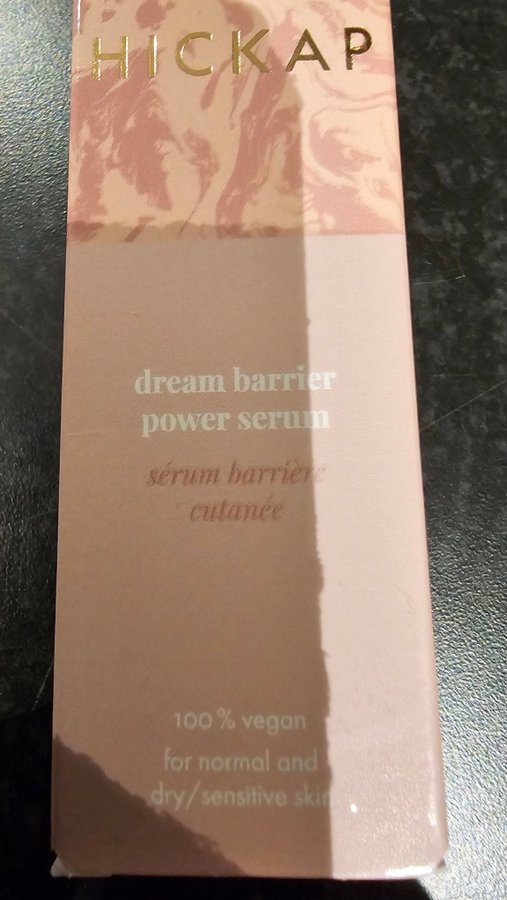 HICKAP
dream barrier
power serum
sérum barrière
cutanée
100% vegan
for normal and
dry/sensitive skin